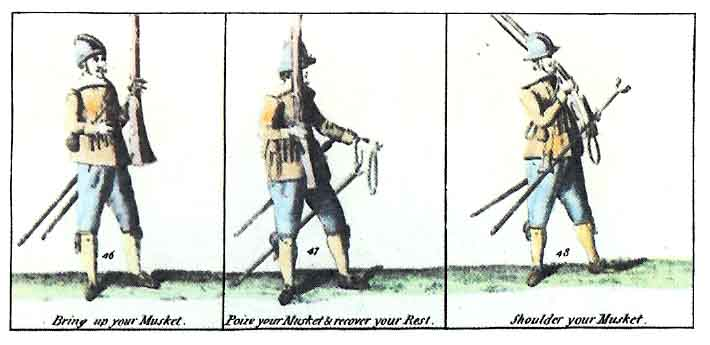 46
47
48
Bring up your Musket.
Poize your Musket & recover your Rest.
Shoulder your Musket.